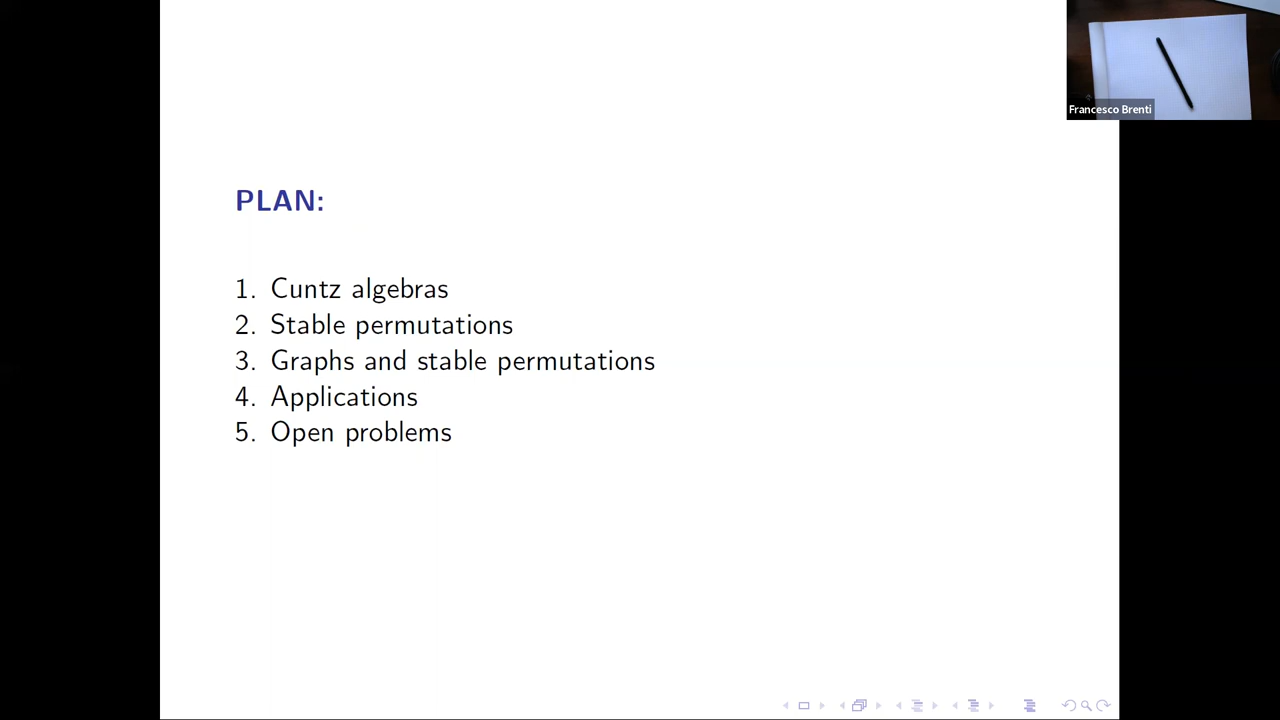 PLAN:
1. Cuntz algebras
2. Stable permutations
3. Graphs and stable permutations
4. Applications
5. Open problems
Francesco Brenti